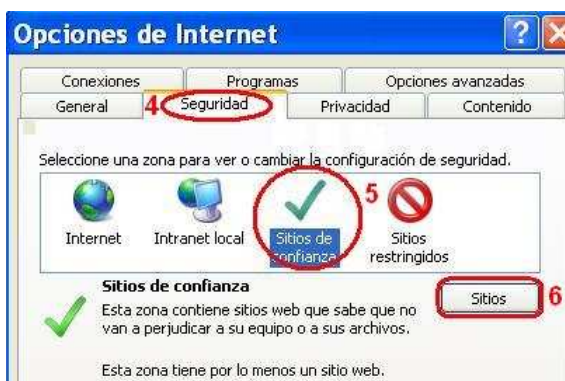 Opciones de Internet
Conexiones Programas Opciones avanzadas
General 4 Seguridad Privacidad Contenido
Seleccione una zona para ver o cambiar la configuración de seguridad.
5
Internet Intranet local Sitios de confianza Sitios restringidos
Sitios de confianza
Esta zona contiene sitios web que sabe que no
van a perjudicar a su equipo o a sus archivos.
Sitios 6
Esta zona tiene por lo menos un sitio web.